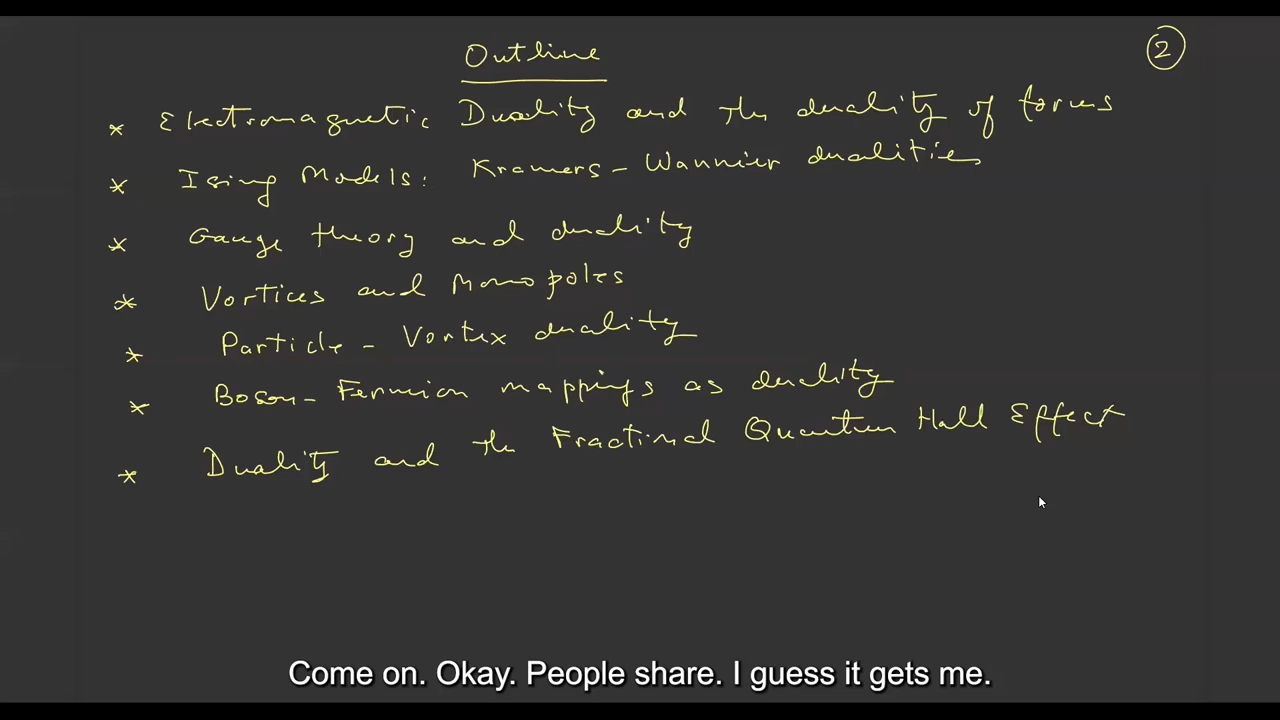 Outline
2
* Electromagnetic Duality and the duality of forms
* Ising Models: Kramers-Wannier dualities
* Gauge theory and duality
* Vortices and Monopoles
* Particle-Vortex duality
* Boson-Fermion mappings as duality
* Duality and the Fractional Quantum Hall Effect
Come on. Okay. People share. I guess it gets me.